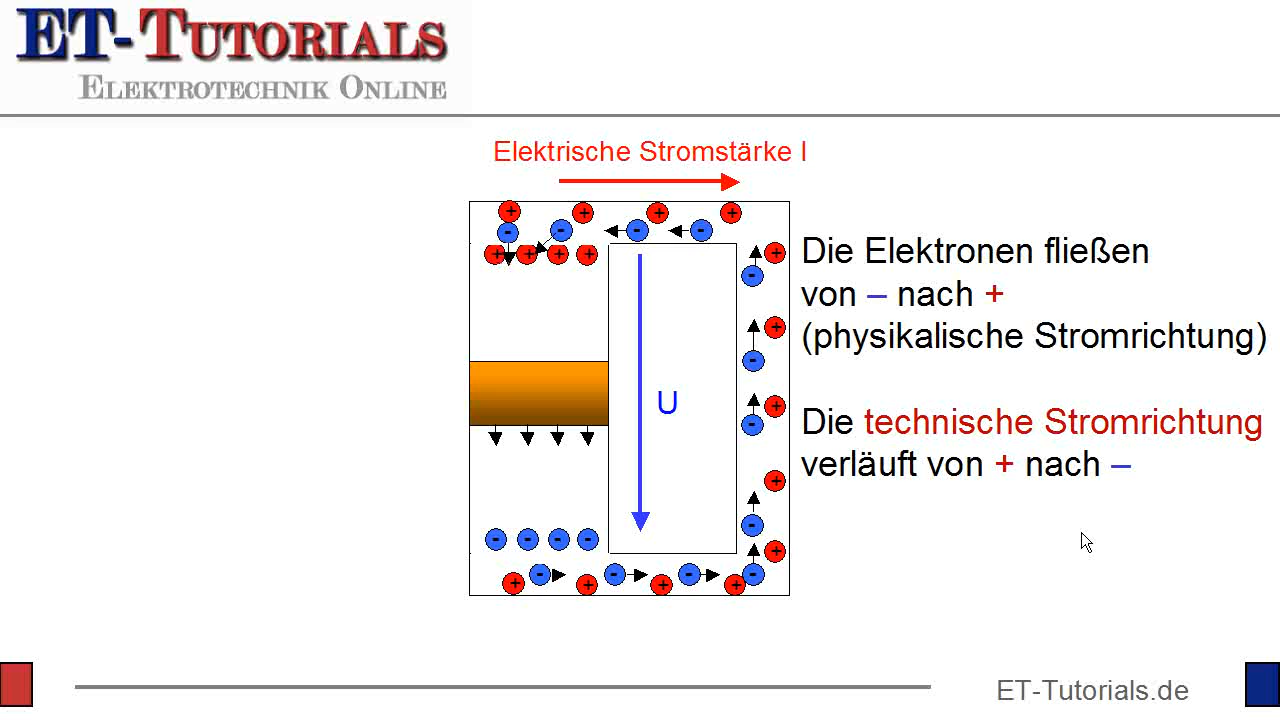 ET-TUTORIALS
ELEKTROTECHNIK ONLINE
Elektrische Stromstärke I
Die Elektronen fließen
von – nach +
(physikalische Stromrichtung)
U
Die technische Stromrichtung
verläuft von + nach –
ET-Tutorials.de